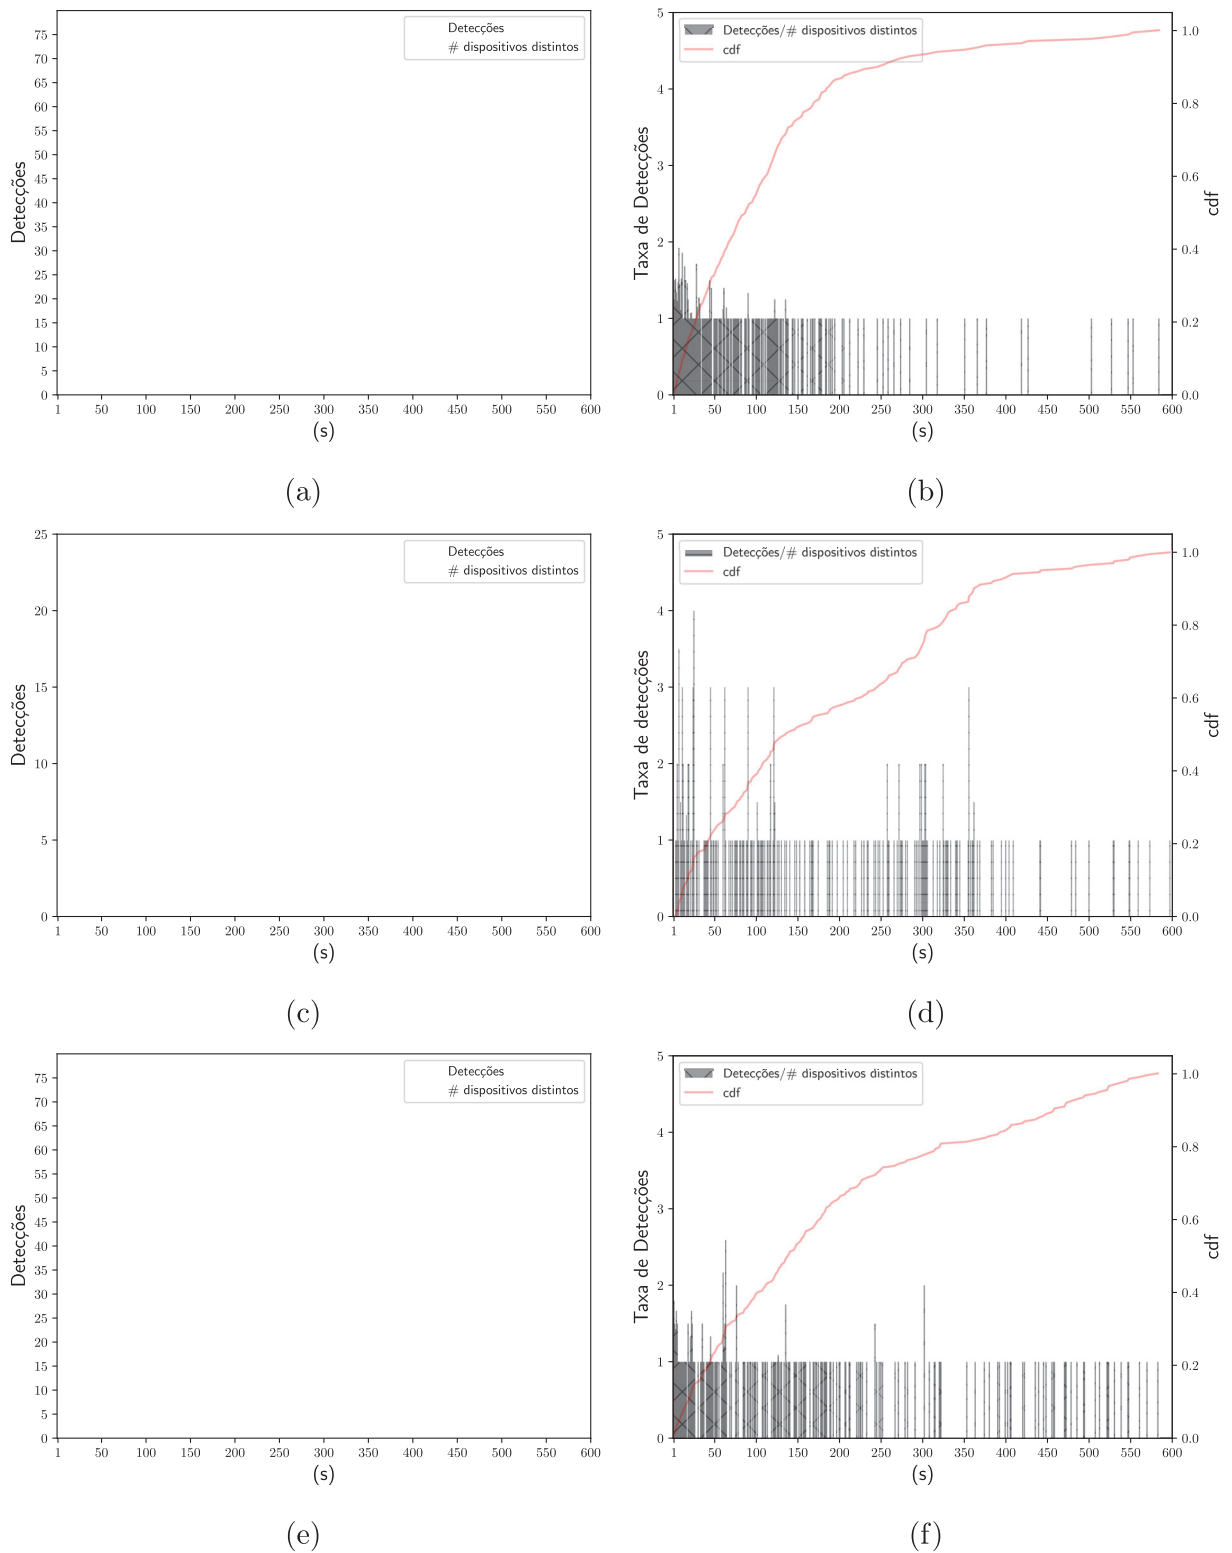 Detecções
# dispositivos distintos
75
70
65
60
55
50
45
40
35
30
25
20
15
10
5
0
Detecções
1 50 100 150 200 250 300 350 400 450 500 550 600
(s)
(a)
Detecções/# dispositivos distintos
cdf
5
4
3
2
1
0
Taxa de Detecções
1.0
0.8
0.6
0.4
0.2
0.0
cdf
1 50 100 150 200 250 300 350 400 450 500 550 600
(s)
(b)
Detecções
# dispositivos distintos
25
20
15
10
5
0
Detecções
1 50 100 150 200 250 300 350 400 450 500 550 600
(s)
(c)
Detecções/# dispositivos distintos
cdf
5
4
3
2
1
0
Taxa de detecções
1.0
0.8
0.6
0.4
0.2
0.0
cdf
1 50 100 150 200 250 300 350 400 450 500 550 600
(s)
(d)
Detecções
# dispositivos distintos
75
70
65
60
55
50
45
40
35
30
25
20
15
10
5
0
Detecções
1 50 100 150 200 250 300 350 400 450 500 550 600
(s)
(e)
Detecções/# dispositivos distintos
cdf
5
4
3
2
1
0
Taxa de Detecções
1.0
0.8
0.6
0.4
0.2
0.0
cdf
1 50 100 150 200 250 300 350 400 450 500 550 600
(s)
(f)